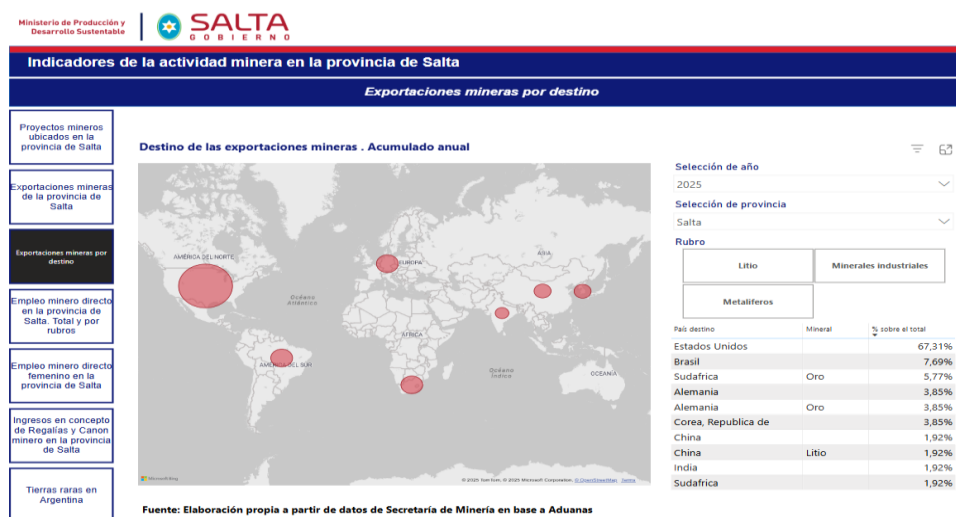 Ministerio de Producción y
Desarrollo Sustentable
SALTA
GOBIERNO
Indicadores de la actividad minera en la provincia de Salta
Exportaciones mineras por destino
Proyectos mineros
ubicados en la
provincia de Salta
Exportaciones mineras
de la provincia de
Salta
Exportaciones mineras por
destino
Empleo minero directo
en la provincia de
Salta. Total y por
rubros
Empleo minero directo
femenino en la
provincia de Salta
Ingresos en concepto
de Regalías y Canon
minero en la provincia
de Salta
Tierras raras en
Argentina
Destino de las exportaciones mineras . Acumulado anual
AMÉRICA DEL NORTE
EUROPA
ASIA
Océano
Atlántico
ÁFRICA
AMÉRICA DEL SUR
Océano
Índico
OCEANÍA
Microsoft Bing
© 2025 TomTom, © 2025 Microsoft Corporation, © OpenStreetMap Terms
Selección de año
2025
Selección de provincia
Salta
Rubro
Litio
Minerales industriales
Metalíferos
País destino Mineral % sobre el total
Estados Unidos 67,31%
Brasil 7,69%
Sudafrica Oro 5,77%
Alemania 3,85%
Alemania Oro 3,85%
Corea, Republica de 3,85%
China 1,92%
China Litio 1,92%
India 1,92%
Sudafrica 1,92%
Fuente: Elaboración propia a partir de datos de Secretaría de Minería en base a Aduanas